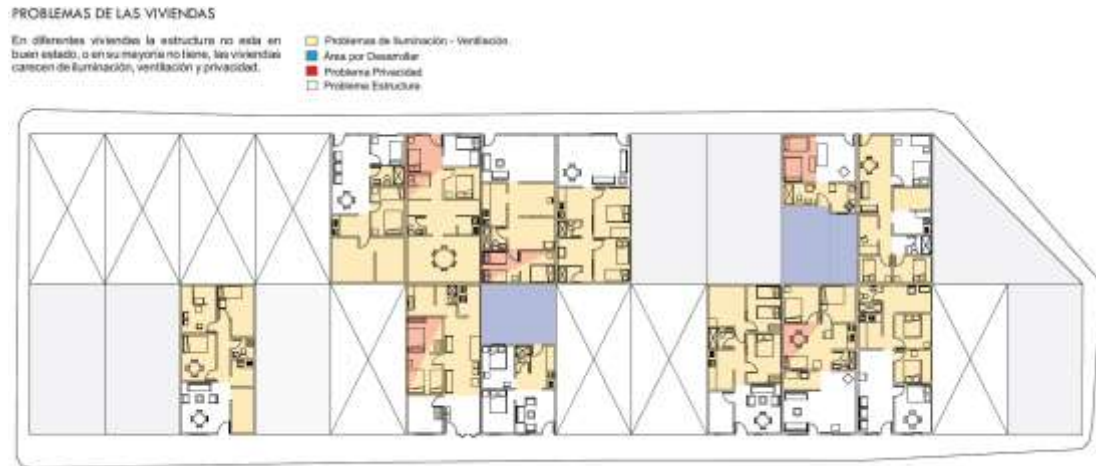 PROBLEMAS DE LAS VIVIENDAS
En diferentes viviendas la estructura no esta en
buen estado, o en su mayoria no tiene, las viviendas
carecen de iluminación, ventilación y privacidad.
Problemas de Iluminación - Ventilación
Área por Desarrollar
Problema Privacidad
Problema Estructura